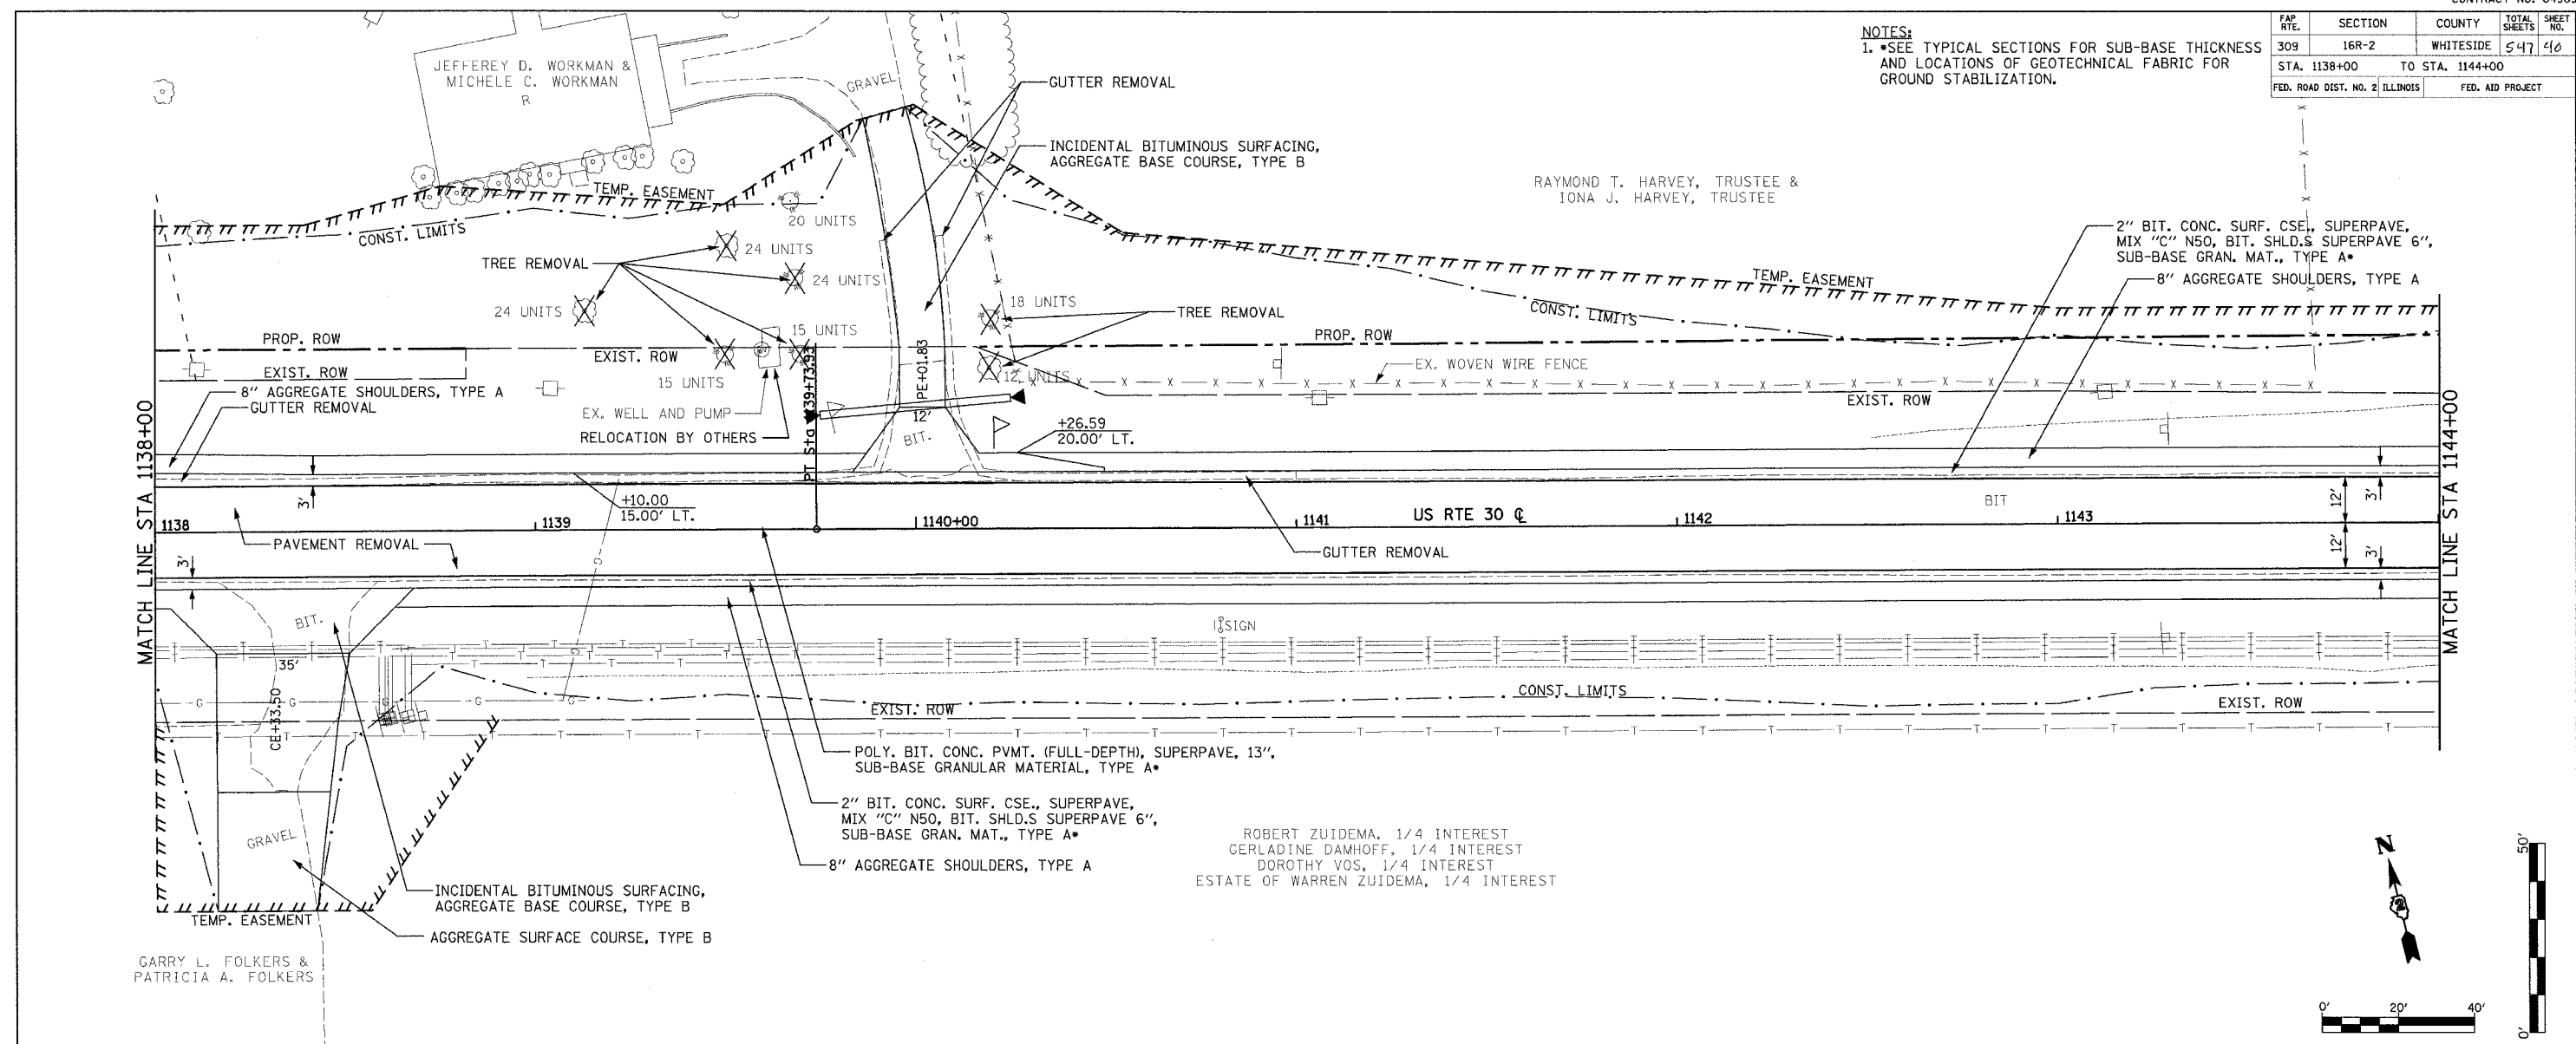 NOTES:
1. *SEE TYPICAL SECTIONS FOR SUB-BASE THICKNESS
AND LOCATIONS OF GEOTECHNICAL FABRIC FOR
GROUND STABILIZATION.
FAP RTE.
SECTION
COUNTY
TOTAL SHEETS
SHEET NO.
309
16R-2
WHITESIDE
547
40
STA. 1138+00 TO STA. 1144+00
FED. ROAD DIST. NO. 2
ILLINOIS
FED. AID PROJECT
JEFFEREY D. WORKMAN &
MICHELE C. WORKMAN
R
GRAVEL
GUTTER REMOVAL
INCIDENTAL BITUMINOUS SURFACING,
AGGREGATE BASE COURSE, TYPE B
RAYMOND T. HARVEY, TRUSTEE &
IONA J. HARVEY, TRUSTEE
TEMP. EASEMENT
CONST. LIMITS
20 UNITS
24 UNITS
TREE REMOVAL
24 UNITS
24 UNITS
18 UNITS
TREE REMOVAL
15 UNITS
2" BIT. CONC. SURF. CSE., SUPERPAVE,
MIX "C" N50, BIT. SHLD.S SUPERPAVE 6",
SUB-BASE GRAN. MAT., TYPE A*
8" AGGREGATE SHOULDERS, TYPE A
TEMP. EASEMENT
CONST. LIMITS
PROP. ROW
PROP. ROW
EXIST. ROW
EXIST. ROW
15 UNITS
12 UNITS
EX. WOVEN WIRE FENCE
EXIST. ROW
8" AGGREGATE SHOULDERS, TYPE A
GUTTER REMOVAL
EX. WELL AND PUMP
RELOCATION BY OTHERS
PT Sta 1139+73.93
PE+01.83
12'
BIT.
+26.59
20.00' LT.
MATCH LINE STA 1138+00
MATCH LINE STA 1144+00
3'
+10.00
15.00' LT.
BIT
12'
3'
1138
1139
1140+00
1141
US RTE 30 ℄
1142
1143
PAVEMENT REMOVAL
GUTTER REMOVAL
3'
12'
3'
BIT.
SIGN
35'
CE+33.50
G G G G
CONST. LIMITS
EXIST. ROW
EXIST. ROW
POLY. BIT. CONC. PVMT. (FULL-DEPTH), SUPERPAVE, 13",
SUB-BASE GRANULAR MATERIAL, TYPE A*
2" BIT. CONC. SURF. CSE., SUPERPAVE,
MIX "C" N50, BIT. SHLD.S SUPERPAVE 6",
SUB-BASE GRAN. MAT., TYPE A*
8" AGGREGATE SHOULDERS, TYPE A
GRAVEL
INCIDENTAL BITUMINOUS SURFACING,
AGGREGATE BASE COURSE, TYPE B
TEMP. EASEMENT
AGGREGATE SURFACE COURSE, TYPE B
ROBERT ZUIDEMA, 1/4 INTEREST
GERLADINE DAMHOFF, 1/4 INTEREST
DOROTHY VOS, 1/4 INTEREST
ESTATE OF WARREN ZUIDEMA, 1/4 INTEREST
GARRY L. FOLKERS &
PATRICIA A. FOLKERS
N
2
50'
0'
0' 20' 40'